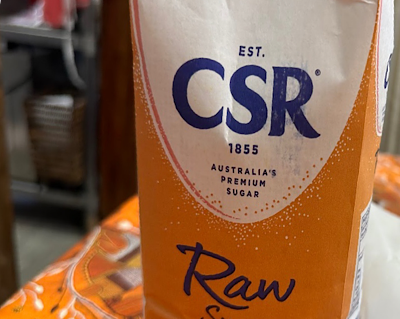 EST.
CSR®
1855
AUSTRALIA'S
PREMIUM
SUGAR
Raw